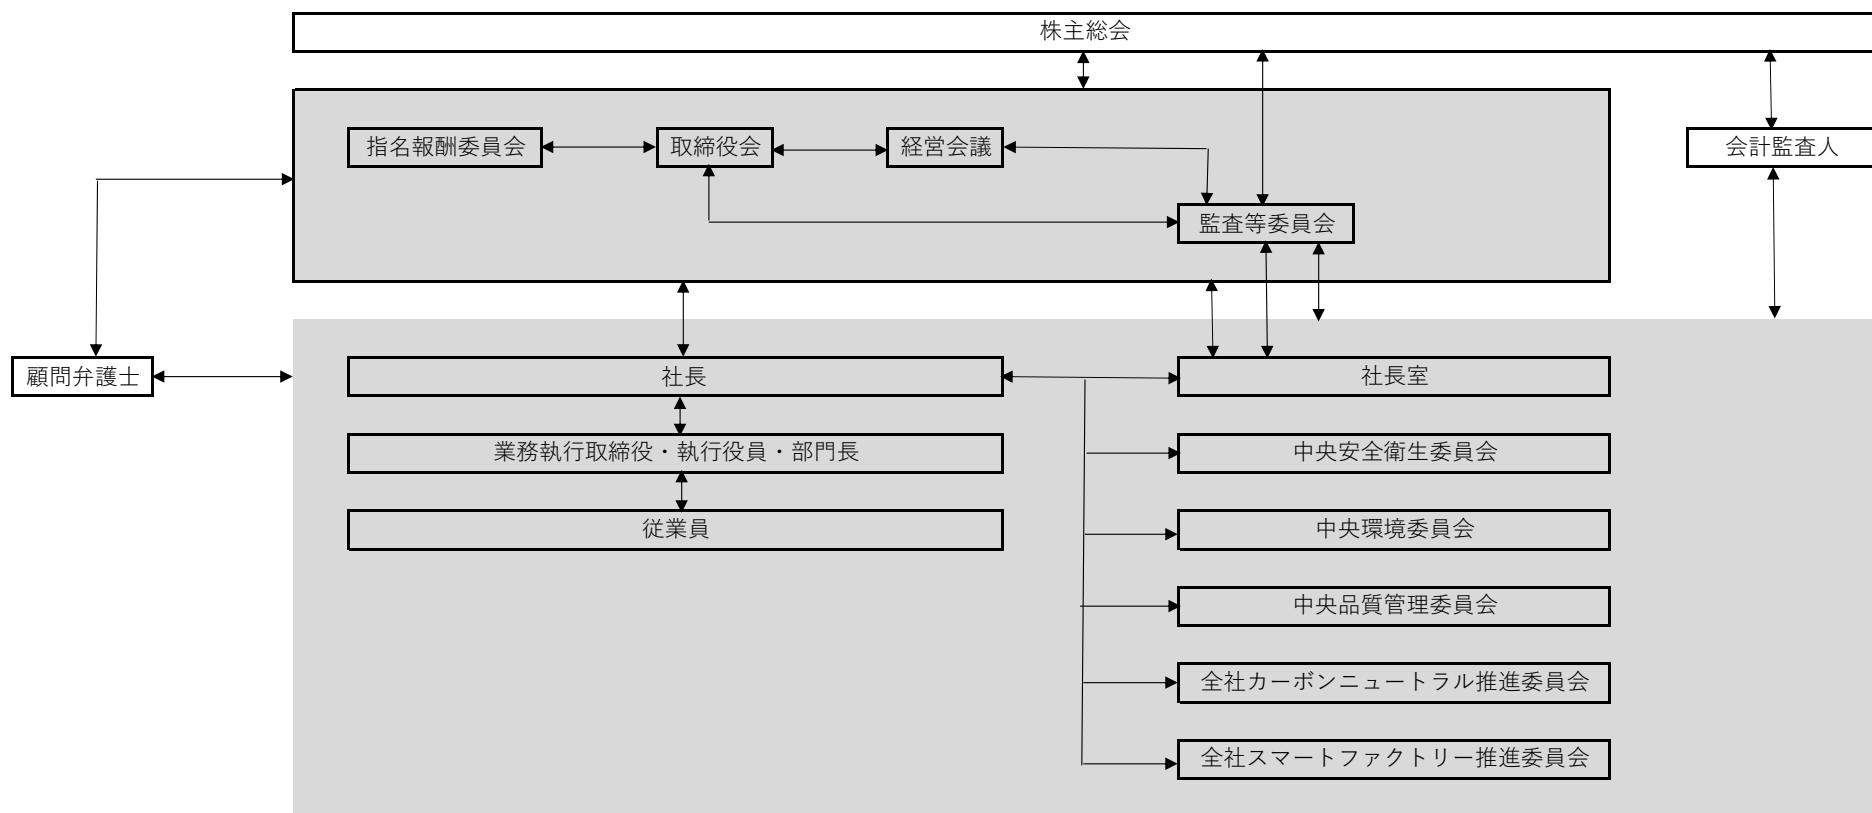 株主総会
指名報酬委員会
取締役会
経営会議
会計監査人
監査等委員会
顧問弁護士
社長
社長室
業務執行取締役・執行役員・部門長
中央安全衛生委員会
従業員
中央環境委員会
中央品質管理委員会
全社カーボンニュートラル推進委員会
全社スマートファクトリー推進委員会